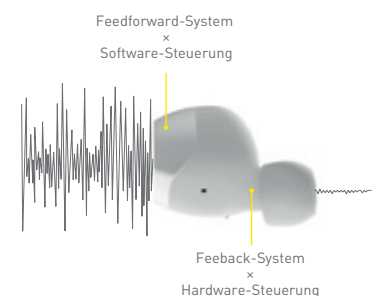 Feedforward-System
×
Software-Steuerung
Feeback-System
×
Hardware-Steuerung